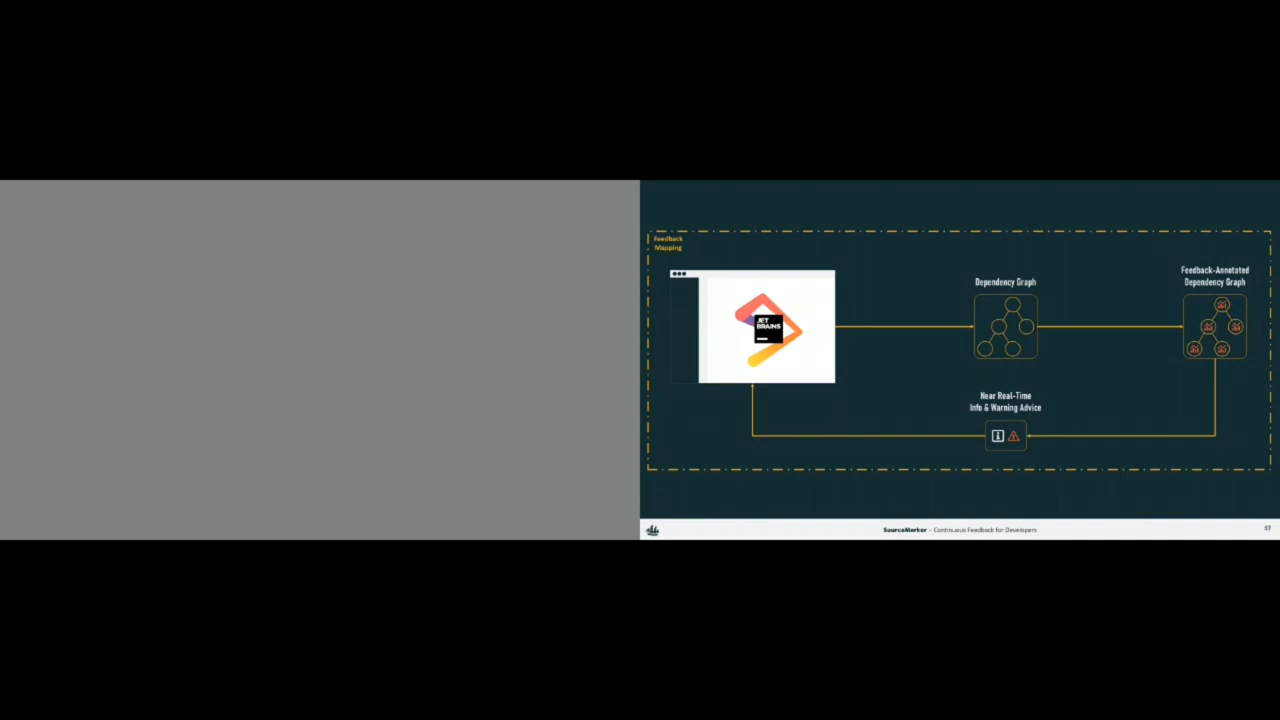 Feedback
Mapping
JET
BRAINS
Dependency Graph
Feedback-Annotated
Dependency Graph
Near Real-Time
Info & Warning Advice
SourceMarker - Continuous Feedback for Developers
57